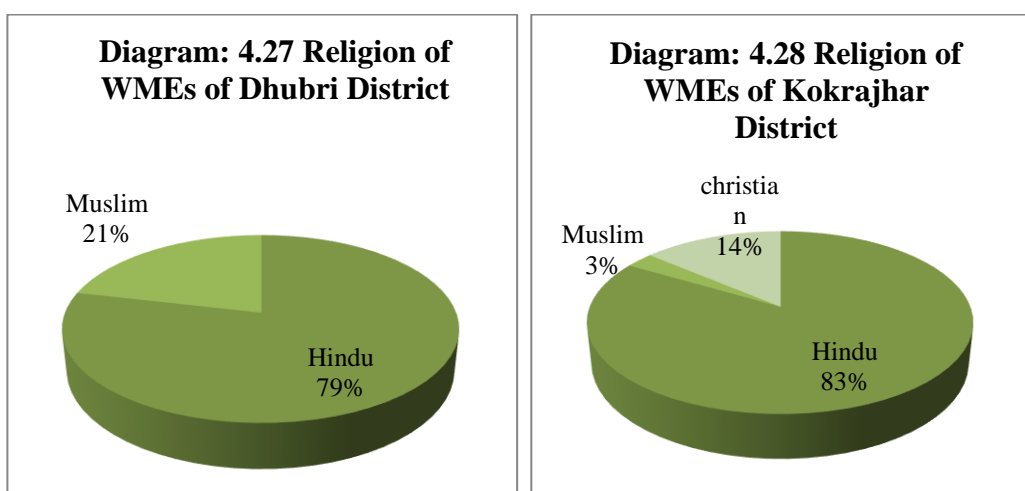 Diagram: 4.27 Religion of
WMEs of Dhubri District
Muslim
21%
Hindu
79%
Diagram: 4.28 Religion of
WMEs of Kokrajhar
District
christia
n
14%
Muslim
3%
Hindu
83%